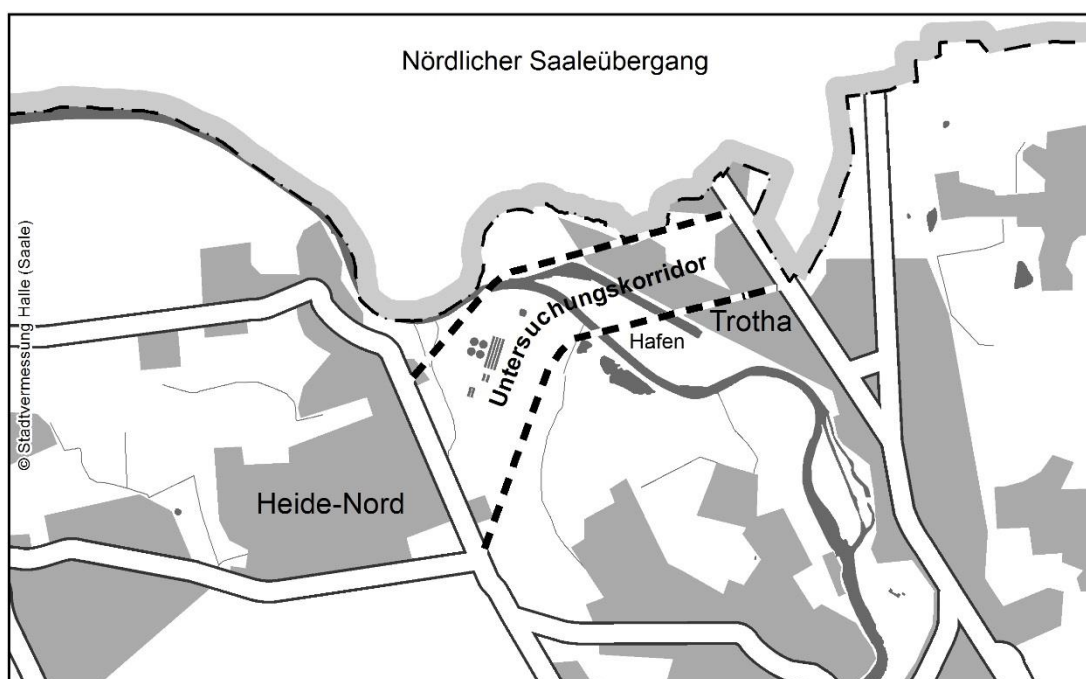 Nördlicher Saaleübergang
© Stadtvermessung Halle (Saale)
Untersuchungskorridor
Trotha
Hafen
Heide-Nord